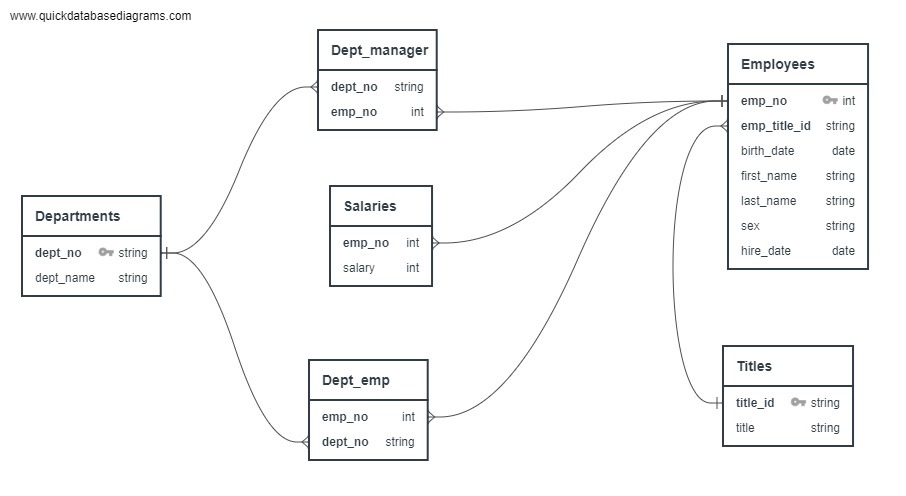 www.quickdatabasediagrams.com
Dept_manager
dept_no string
emp_no int
Employees
emp_no int
emp_title_id string
birth_date date
first_name string
last_name string
sex string
hire_date date
Salaries
emp_no int
salary int
Departments
dept_no string
dept_name string
Dept_emp
emp_no int
dept_no string
Titles
title_id string
title string